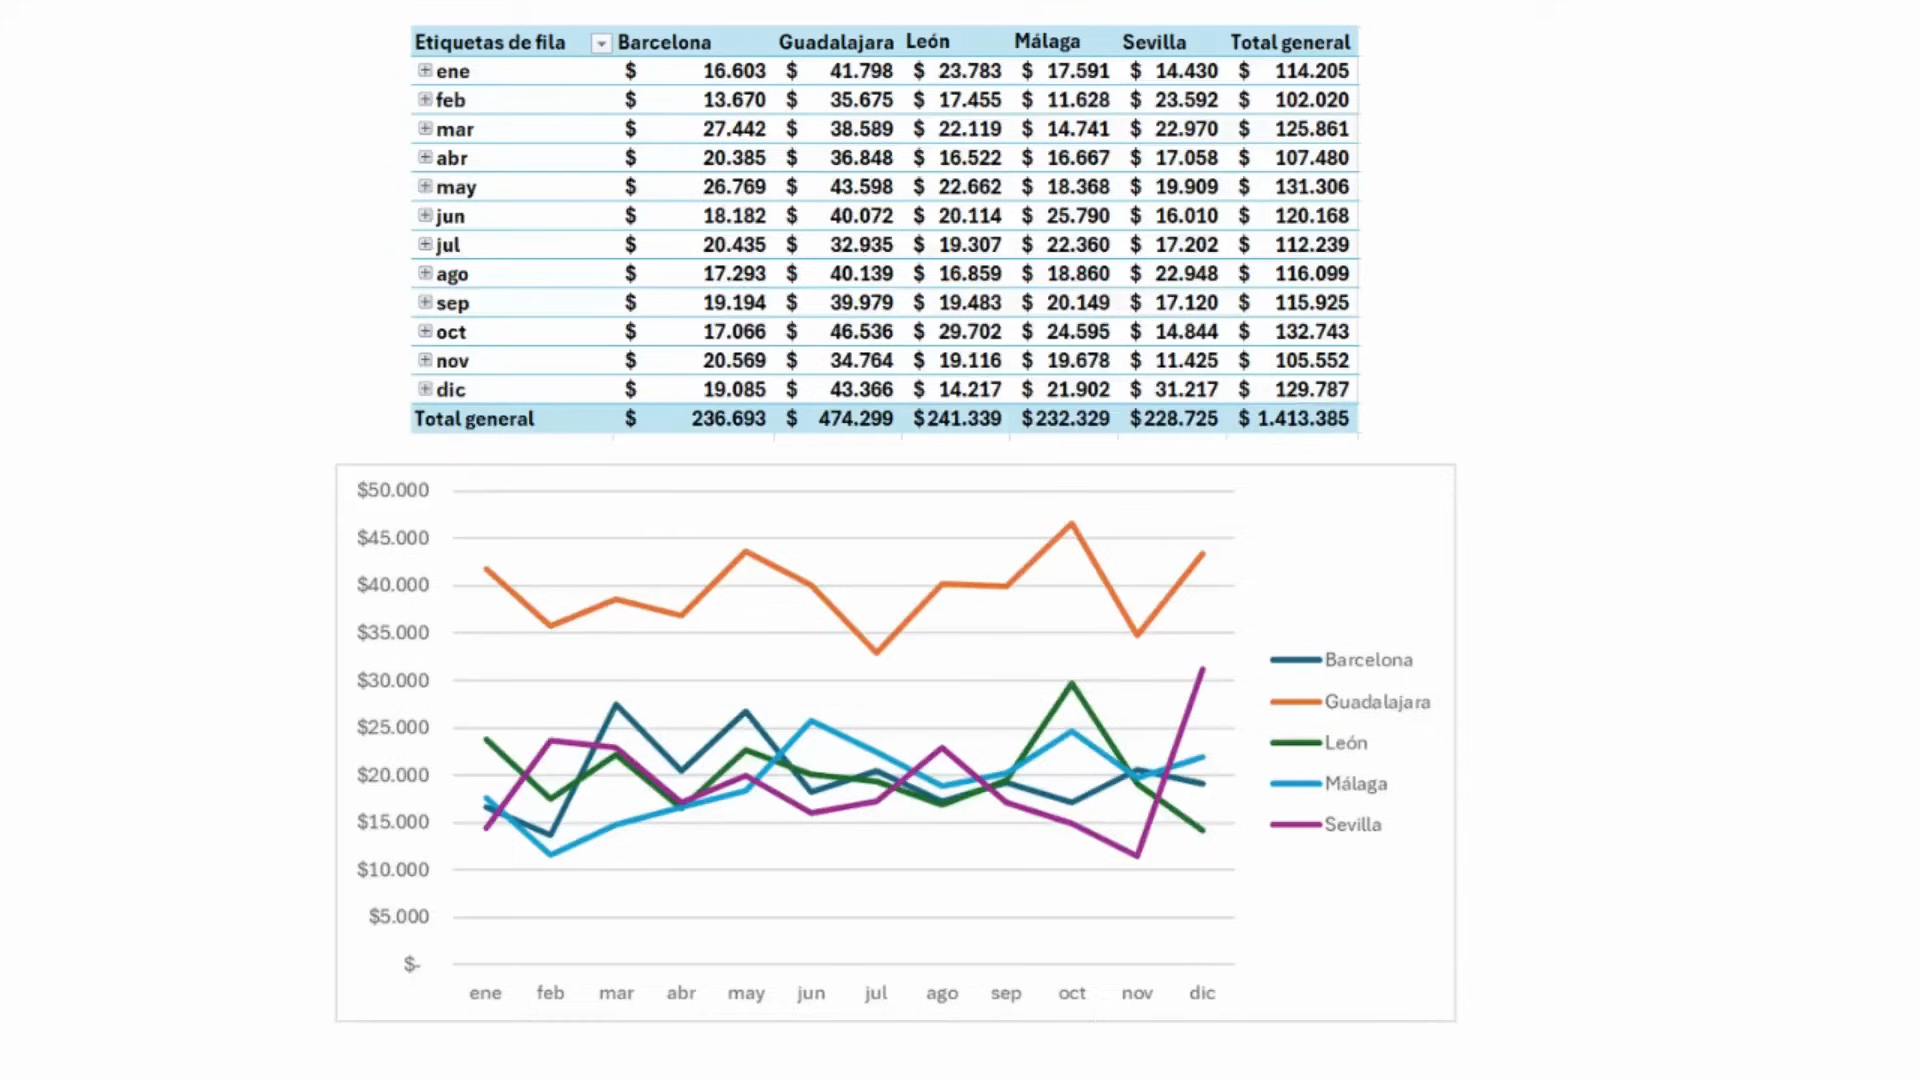 Etiquetas de fila Barcelona Guadalajara León Málaga Sevilla Total general
ene $ 16.603 $ 41.798 $ 23.783 $ 17.591 $ 14.430 $ 114.205
feb $ 13.670 $ 35.675 $ 17.455 $ 11.628 $ 23.592 $ 102.020
mar $ 27.442 $ 38.589 $ 22.119 $ 14.741 $ 22.970 $ 125.861
abr $ 20.385 $ 36.848 $ 16.522 $ 16.667 $ 17.058 $ 107.480
may $ 26.769 $ 43.598 $ 22.662 $ 18.368 $ 19.909 $ 131.306
jun $ 18.182 $ 40.072 $ 20.114 $ 25.790 $ 16.010 $ 120.168
jul $ 20.435 $ 32.935 $ 19.307 $ 22.360 $ 17.202 $ 112.239
ago $ 17.293 $ 40.139 $ 16.859 $ 18.860 $ 22.948 $ 116.099
sep $ 19.194 $ 39.979 $ 19.483 $ 20.149 $ 17.120 $ 115.925
oct $ 17.066 $ 46.536 $ 29.702 $ 24.595 $ 14.844 $ 132.743
nov $ 20.569 $ 34.764 $ 19.116 $ 19.678 $ 11.425 $ 105.552
dic $ 19.085 $ 43.366 $ 14.217 $ 21.902 $ 31.217 $ 129.787
Total general $ 236.693 $ 474.299 $ 241.339 $ 232.329 $ 228.725 $ 1.413.385
$50.000
$45.000
$40.000
$35.000
$30.000
$25.000
$20.000
$15.000
$10.000
$5.000
$-
ene feb mar abr may jun jul ago sep oct nov dic
Barcelona
Guadalajara
León
Málaga
Sevilla